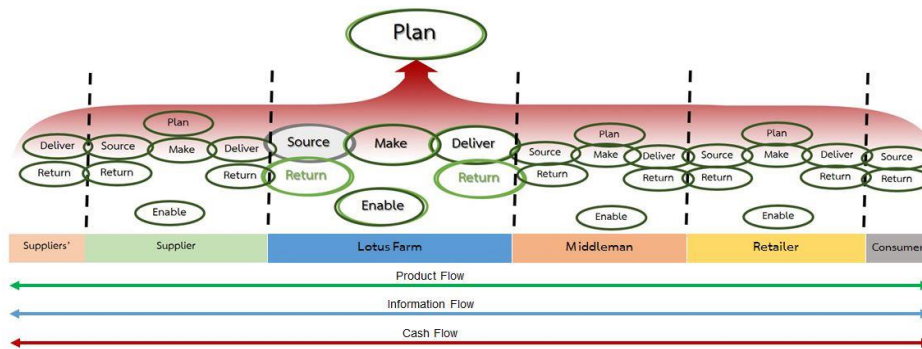 Plan
Plan
Plan
Plan
Deliver
Source
Make
Deliver
Source
Make
Deliver
Source
Make
Deliver
Source
Make
Deliver
Source
Return
Return
Return
Return
Return
Return
Return
Return
Return
Return
Enable
Enable
Enable
Enable
Suppliers'
Supplier
Lotus Farm
Middleman
Retailer
Consumer
Product Flow
Information Flow
Cash Flow